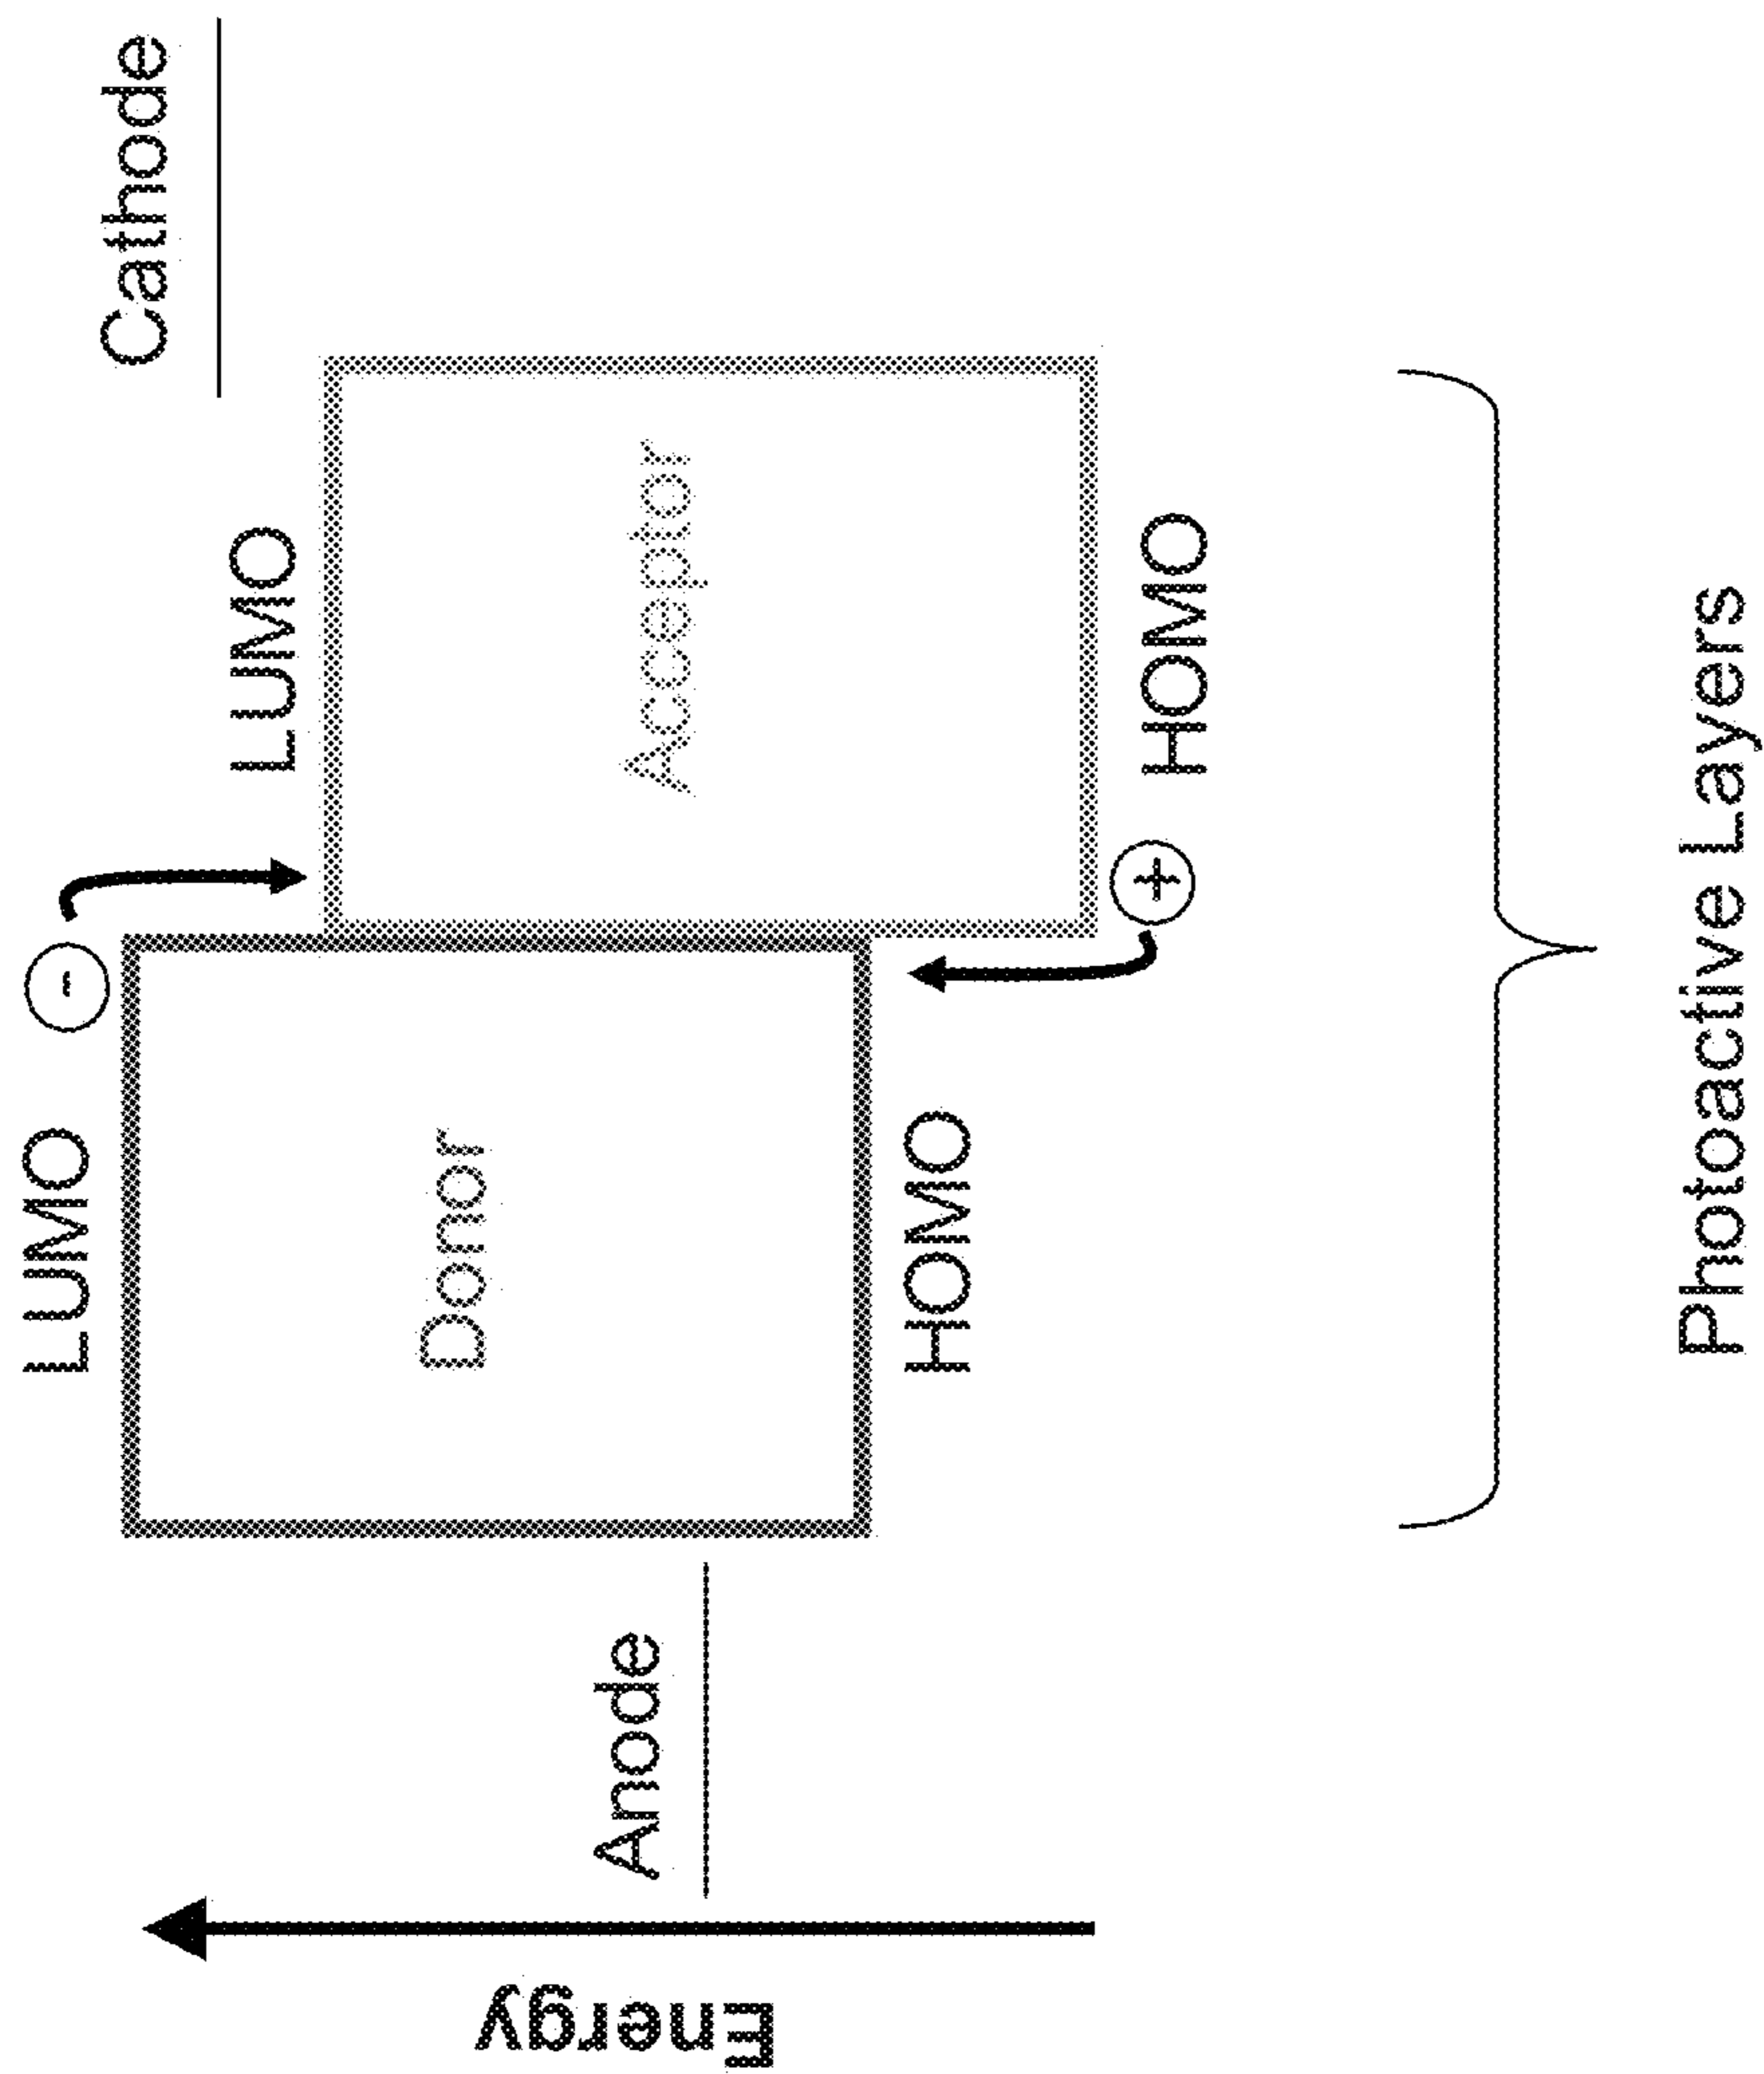 LUMO
-
Cathode
LUMO
Donor
Energy
Anode
Acceptor
HOMO
+
HOMO
Photoactive Layers